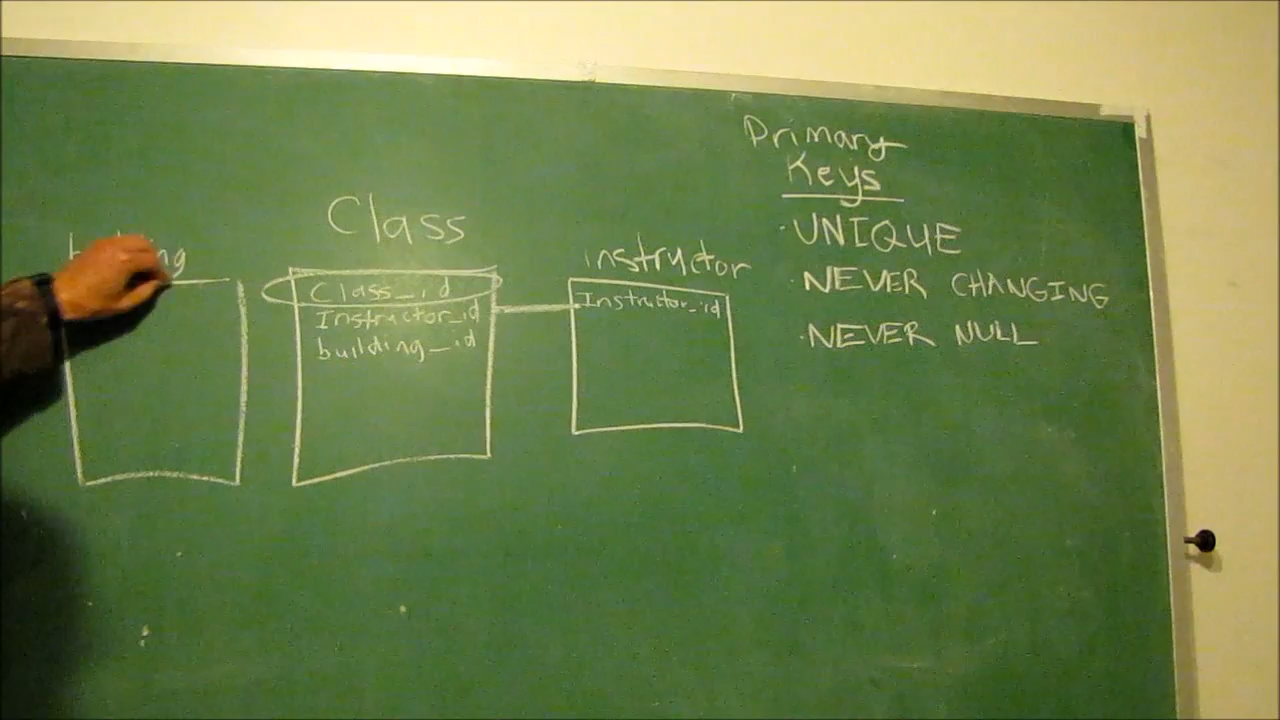 Primary
Keys
· UNIQUE
· NEVER CHANGING
· NEVER NULL
Class
Class_id
Instructor_id
building_id
instructor
Instructor_id